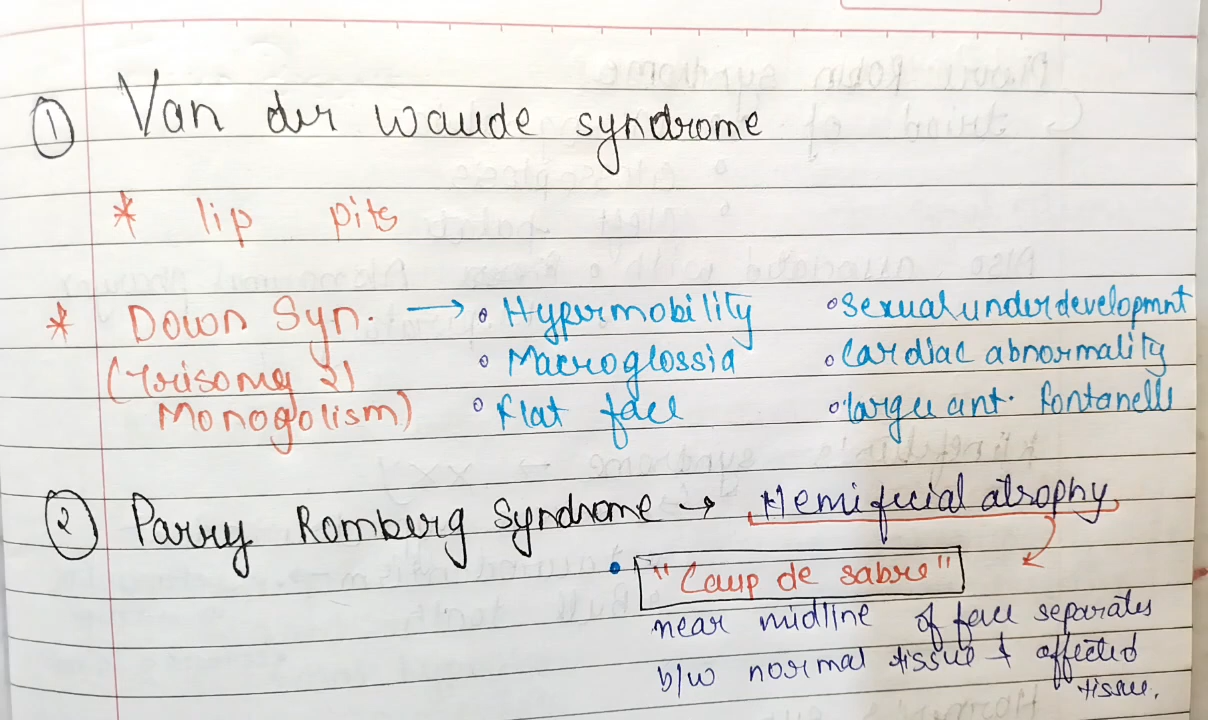 ① Van der waude syndrome
* lip pits
* Down Syn. → ∘ Hypermobility ∘ Sexual underdevelopmnt
(Trisomy 21 ∘ Macroglossia ∘ Cardiac abnormality
Monogolism) ∘ flat face ∘ large ant. fontanelle
② Parry Romberg Syndrome → Hemificial atrophy
• "Coup de sabre"
near midline of face separates
b/w normal tissue & affected
tissue.